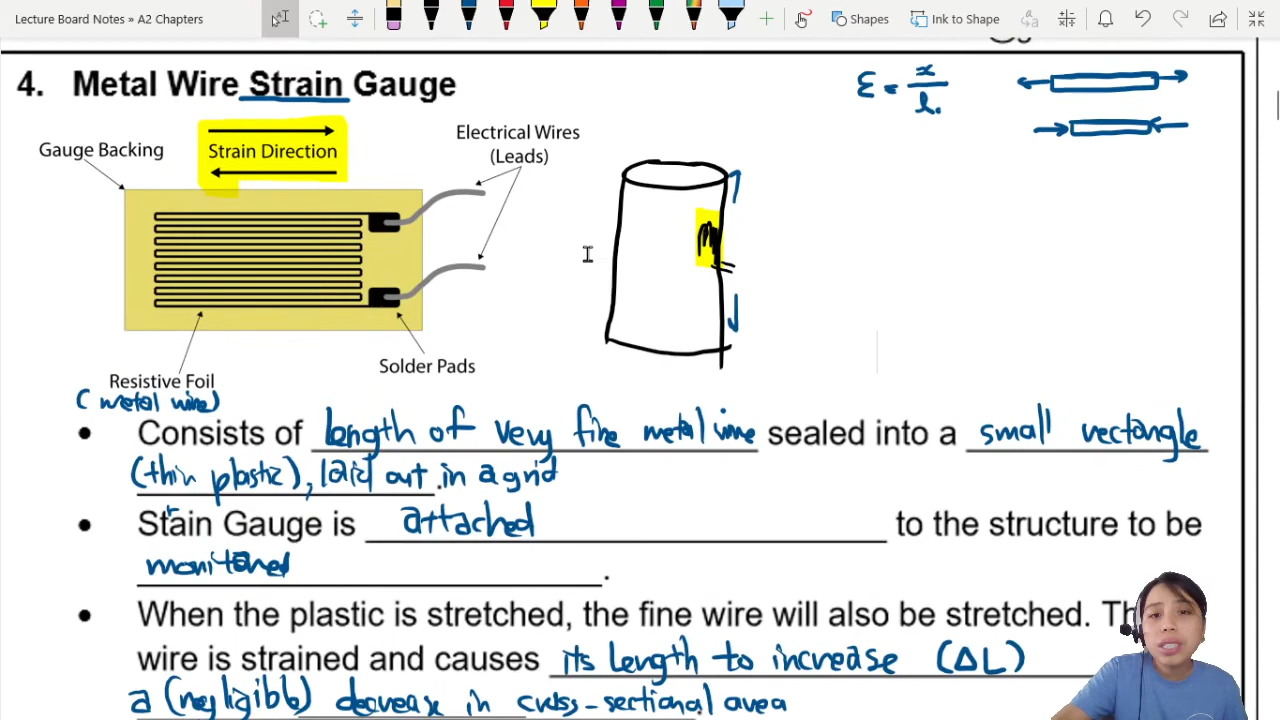 Lecture Board Notes » A2 Chapters
Shapes
Ink to Shape
4. Metal Wire Strain Gauge
ε = x / l₀
Electrical Wires
(Leads)
Gauge Backing
Strain Direction
Solder Pads
Resistive Foil
(metal wire)
• Consists of length of very fine metal wire sealed into a small rectangle
(thin plastic), laid out in a grid.
• Strain Gauge is attached to the structure to be
monitored.
• When the plastic is stretched, the fine wire will also be stretched.
wire is strained and causes its length to increase (ΔL)
a (negligible) decrease in cross-sectional area